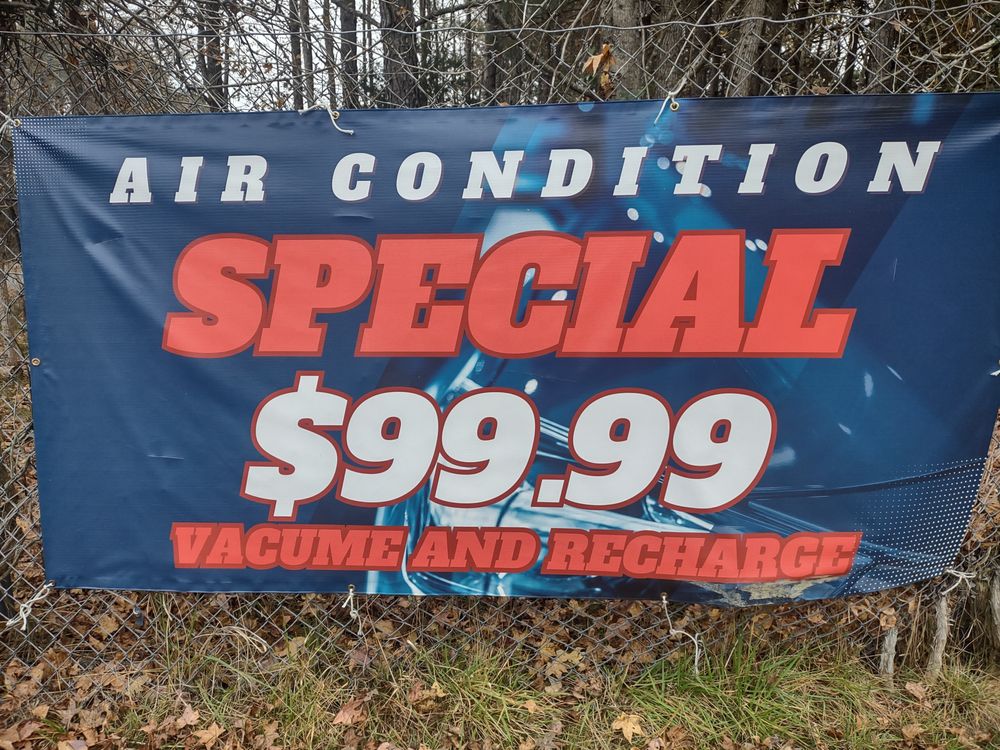 AIR CONDITION
SPECIAL
$99.99
VACUME AND RECHARGE